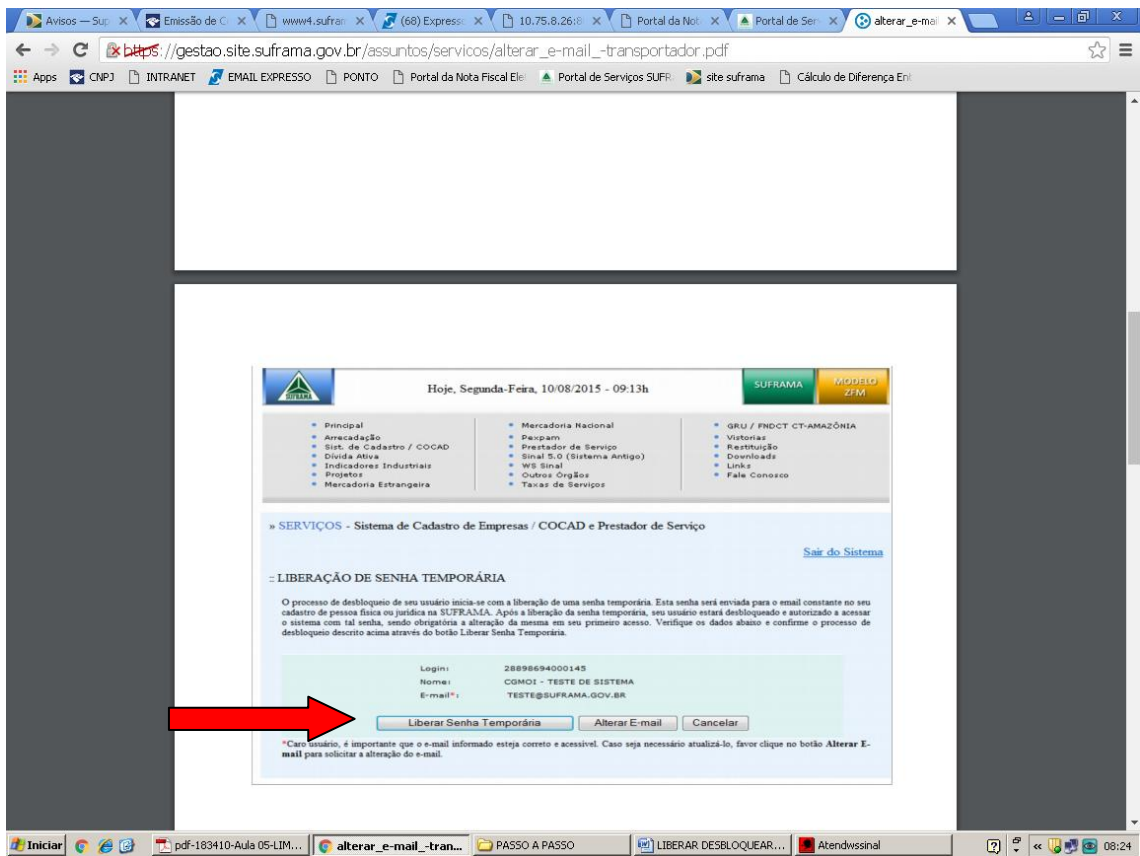 Avisos — Sup
Emissão de C
www4.sufran
(68) Expresso
10.75.8.26:8
Portal da Not
Portal de Ser
alterar_e-mai
https://gestao.site.suframa.gov.br/assuntos/servicos/alterar_e-mail_-transportador.pdf
Apps CNPJ INTRANET EMAIL EXPRESSO PONTO Portal da Nota Fiscal Ele Portal de Serviços SUFR site suframa Cálculo de Diferença Ent
SUFRAMA
Hoje, Segunda-Feira, 10/08/2015 - 09:13h
SUFRAMA
MODELO
ZFM
Principal
Arrecadação
Sist. de Cadastro / COCAD
Dívida Ativa
Indicadores Industriais
Projetos
Mercadoria Estrangeira
Mercadoria Nacional
Pexpam
Prestador de Serviço
Sinal 5.0 (Sistema Antigo)
WS Sinal
Outros Órgãos
Taxas de Serviços
GRU / FNDCT CT-AMAZÔNIA
Vistorias
Restituição
Downloads
Links
Fale Conosco
» SERVIÇOS - Sistema de Cadastro de Empresas / COCAD e Prestador de Serviço
Sair do Sistema
:: LIBERAÇÃO DE SENHA TEMPORÁRIA
O processo de desbloqueio de seu usuário inicia-se com a liberação de uma senha temporária. Esta senha será enviada para o email constante no seu
cadastro de pessoa física ou jurídica na SUFRAMA. Após a liberação da senha temporária, seu usuário estará desbloqueado e autorizado a acessar
o sistema com tal senha, sendo obrigatória a alteração da mesma em seu primeiro acesso. Verifique os dados abaixo e confirme o processo de
desbloqueio descrito acima através do botão Liberar Senha Temporária.
Login: 28898694000145
Nome: CGMOI - TESTE DE SISTEMA
E-mail*: TESTE@SUFRAMA.GOV.BR
Liberar Senha Temporária Alterar E-mail Cancelar
*Caro usuário, é importante que o e-mail informado esteja correto e acessível. Caso seja necessário atualizá-lo, favor clique no botão Alterar E-
mail para solicitar a alteração do e-mail.
Iniciar pdf-183410-Aula 05-LIM... alterar_e-mail_-tran... PASSO A PASSO LIBERAR DESBLOQUEAR... Atendwssinal 08:24